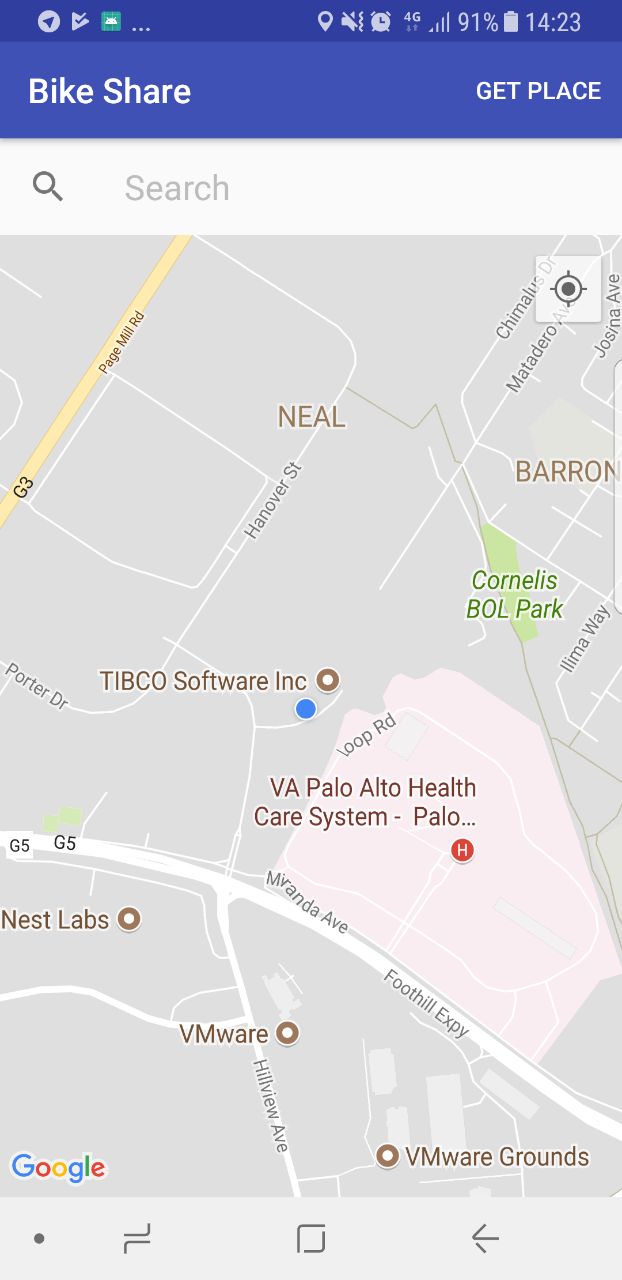 ... 4G 91% 14:23
Bike Share GET PLACE
Search
Chimalus Dr
Josina Ave
Matadero Av
Page Mill Rd
NEAL
BARRON
G3
Hanover St
Cornelis
BOL Park
Ilima Way
TIBCO Software Inc
Porter Dr
Loop Rd
VA Palo Alto Health
Care System - Palo...
H
G5 G5
Miranda Ave
Nest Labs
Foothill Expy
VMware
Hillview Ave
VMware Grounds
Google